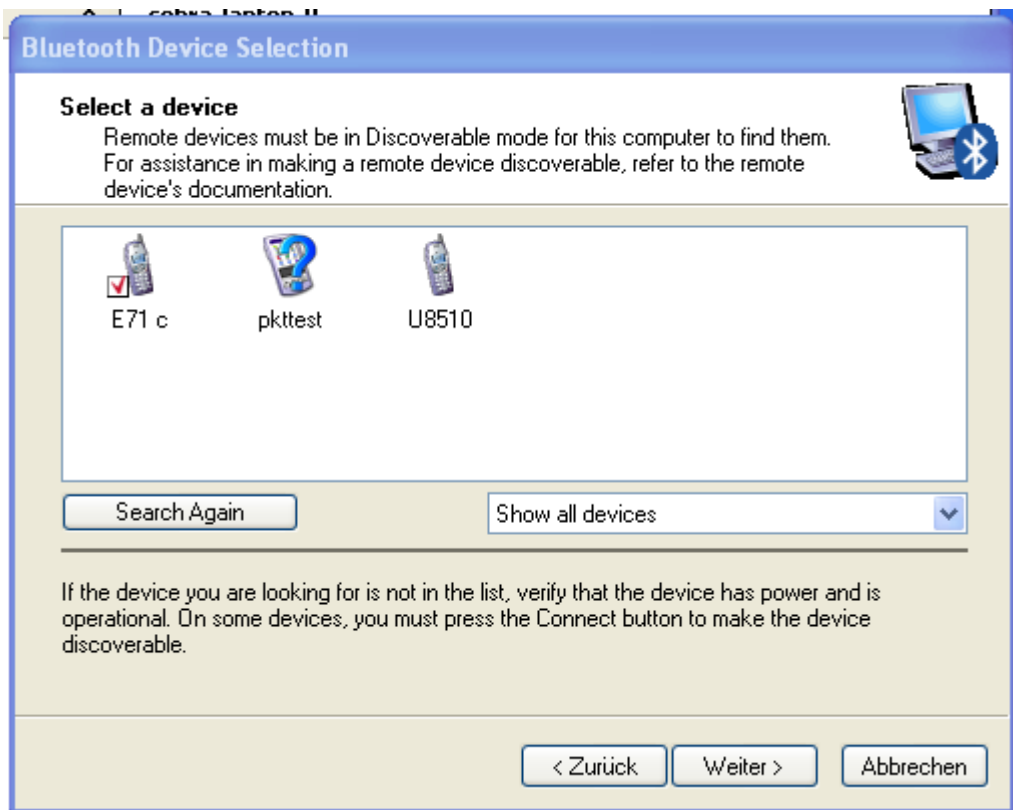 cobra-laptop-0
Bluetooth Device Selection
Select a device
Remote devices must be in Discoverable mode for this computer to find them.
For assistance in making a remote device discoverable, refer to the remote
device's documentation.
E71 c
pkttest
U8510
Search Again
Show all devices
If the device you are looking for is not in the list, verify that the device has power and is
operational. On some devices, you must press the Connect button to make the device
discoverable.
< Zurück
Weiter >
Abbrechen